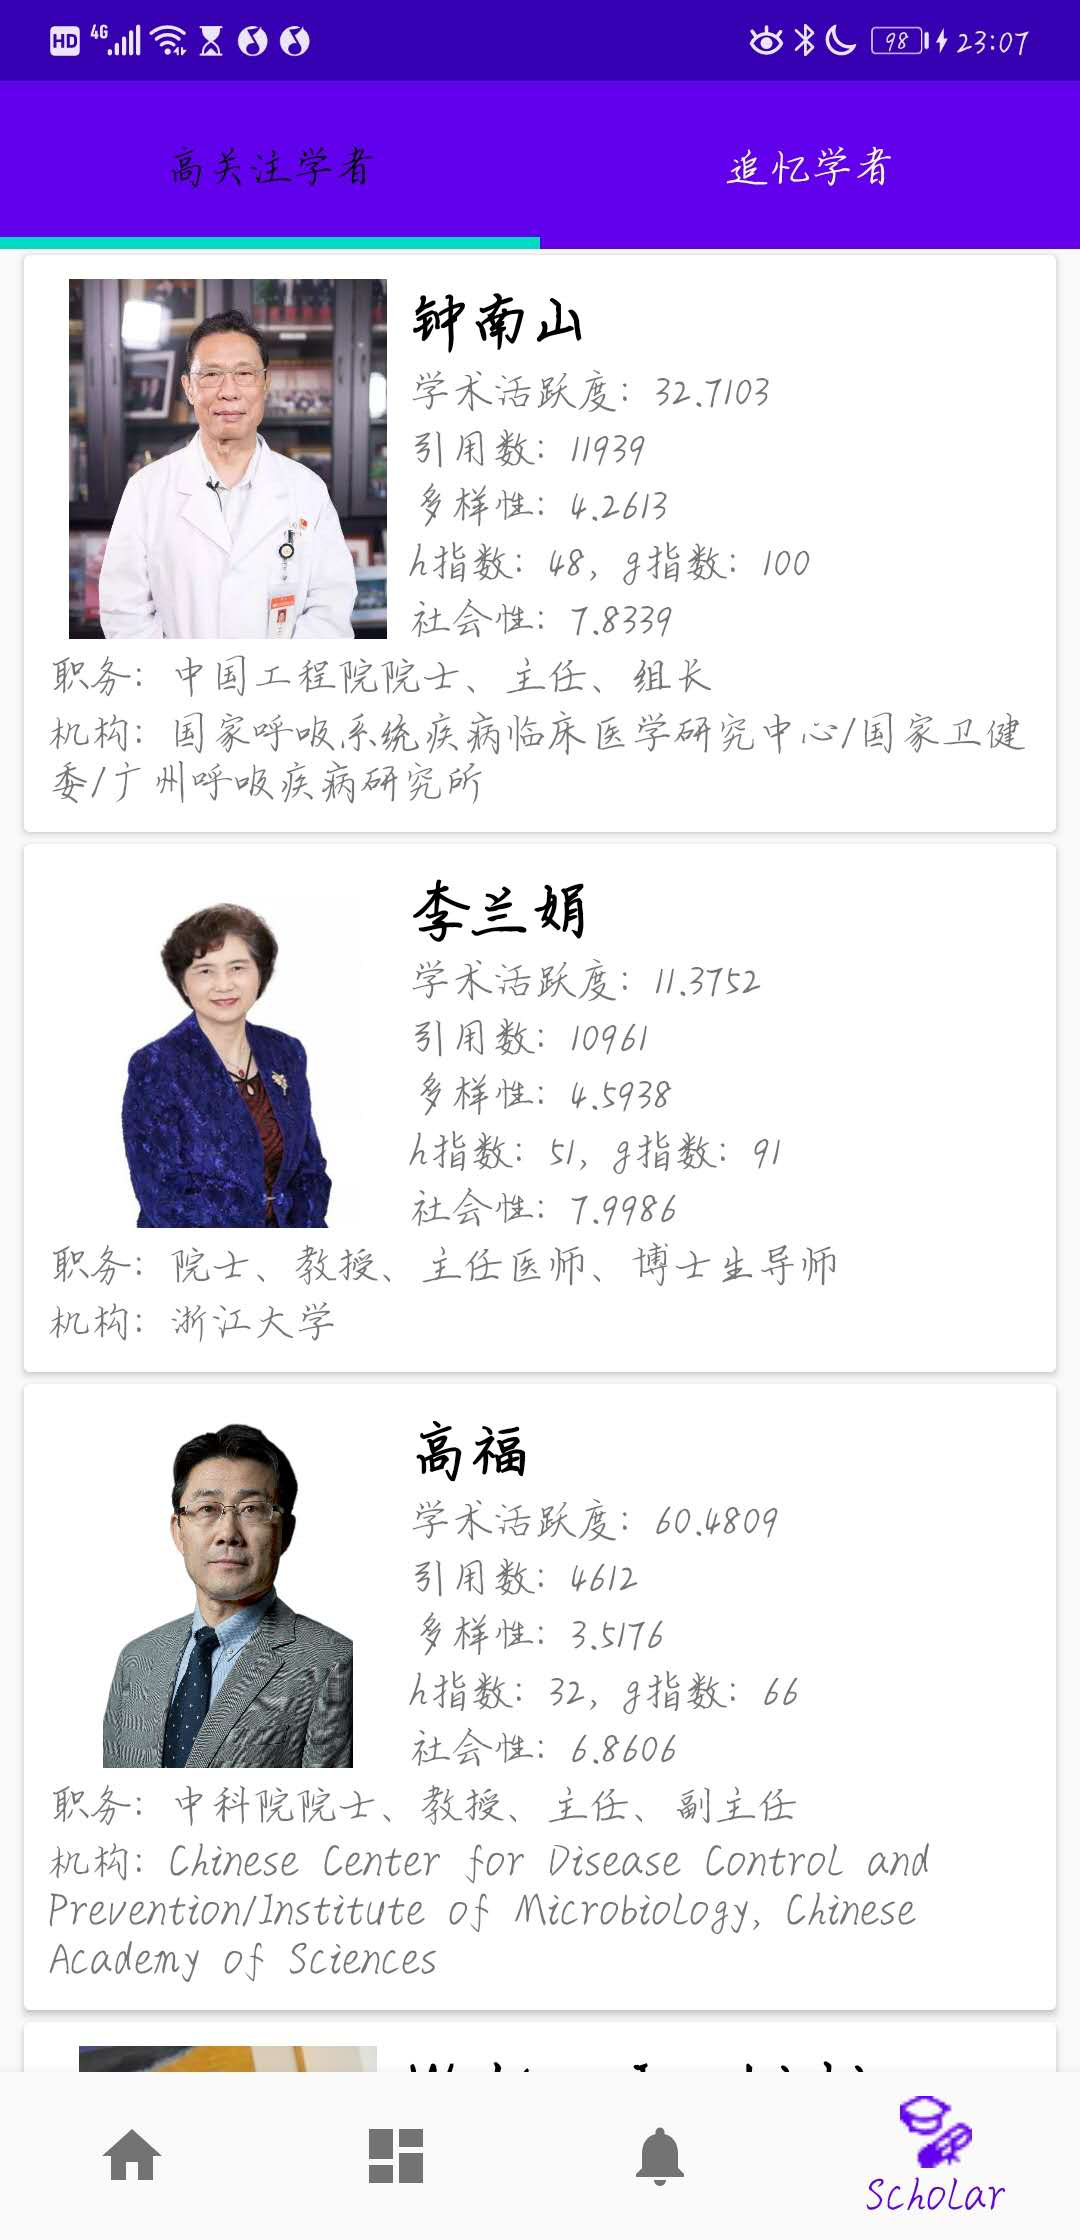 HD 4G 98 23:07
高关注学者 追忆学者
钟南山
学术活跃度：32.7103
引用数：11939
多样性：4.2613
h指数：48，g指数：100
社会性：7.8339
职务：中国工程院院士、主任、组长
机构：国家呼吸系统疾病临床医学研究中心/国家卫健
委/广州呼吸疾病研究所
李兰娟
学术活跃度：11.3752
引用数：10961
多样性：4.5938
h指数：51，g指数：91
社会性：7.9986
职务：院士、教授、主任医师、博士生导师
机构：浙江大学
高福
学术活跃度：60.4809
引用数：4612
多样性：3.5176
h指数：32，g指数：66
社会性：6.8606
职务：中科院院士、教授、主任、副主任
机构：Chinese Center for Disease Control and
Prevention/Institute of Microbiology, Chinese
Academy of Sciences
Scholar